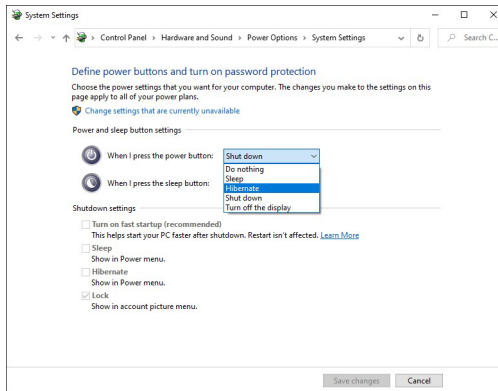 System Settings
Control Panel > Hardware and Sound > Power Options > System Settings
Search C...
Define power buttons and turn on password protection
Choose the power settings that you want for your computer. The changes you make to the settings on this
page apply to all of your power plans.
Change settings that are currently unavailable
Power and sleep button settings
When I press the power button: Shut down
Do nothing
Sleep
When I press the sleep button: Hibernate
Shut down
Turn off the display
Shutdown settings
Turn on fast startup (recommended)
This helps start your PC faster after shutdown. Restart isn't affected. Learn More
Sleep
Show in Power menu.
Hibernate
Show in Power menu.
Lock
Show in account picture menu.
Save changes Cancel